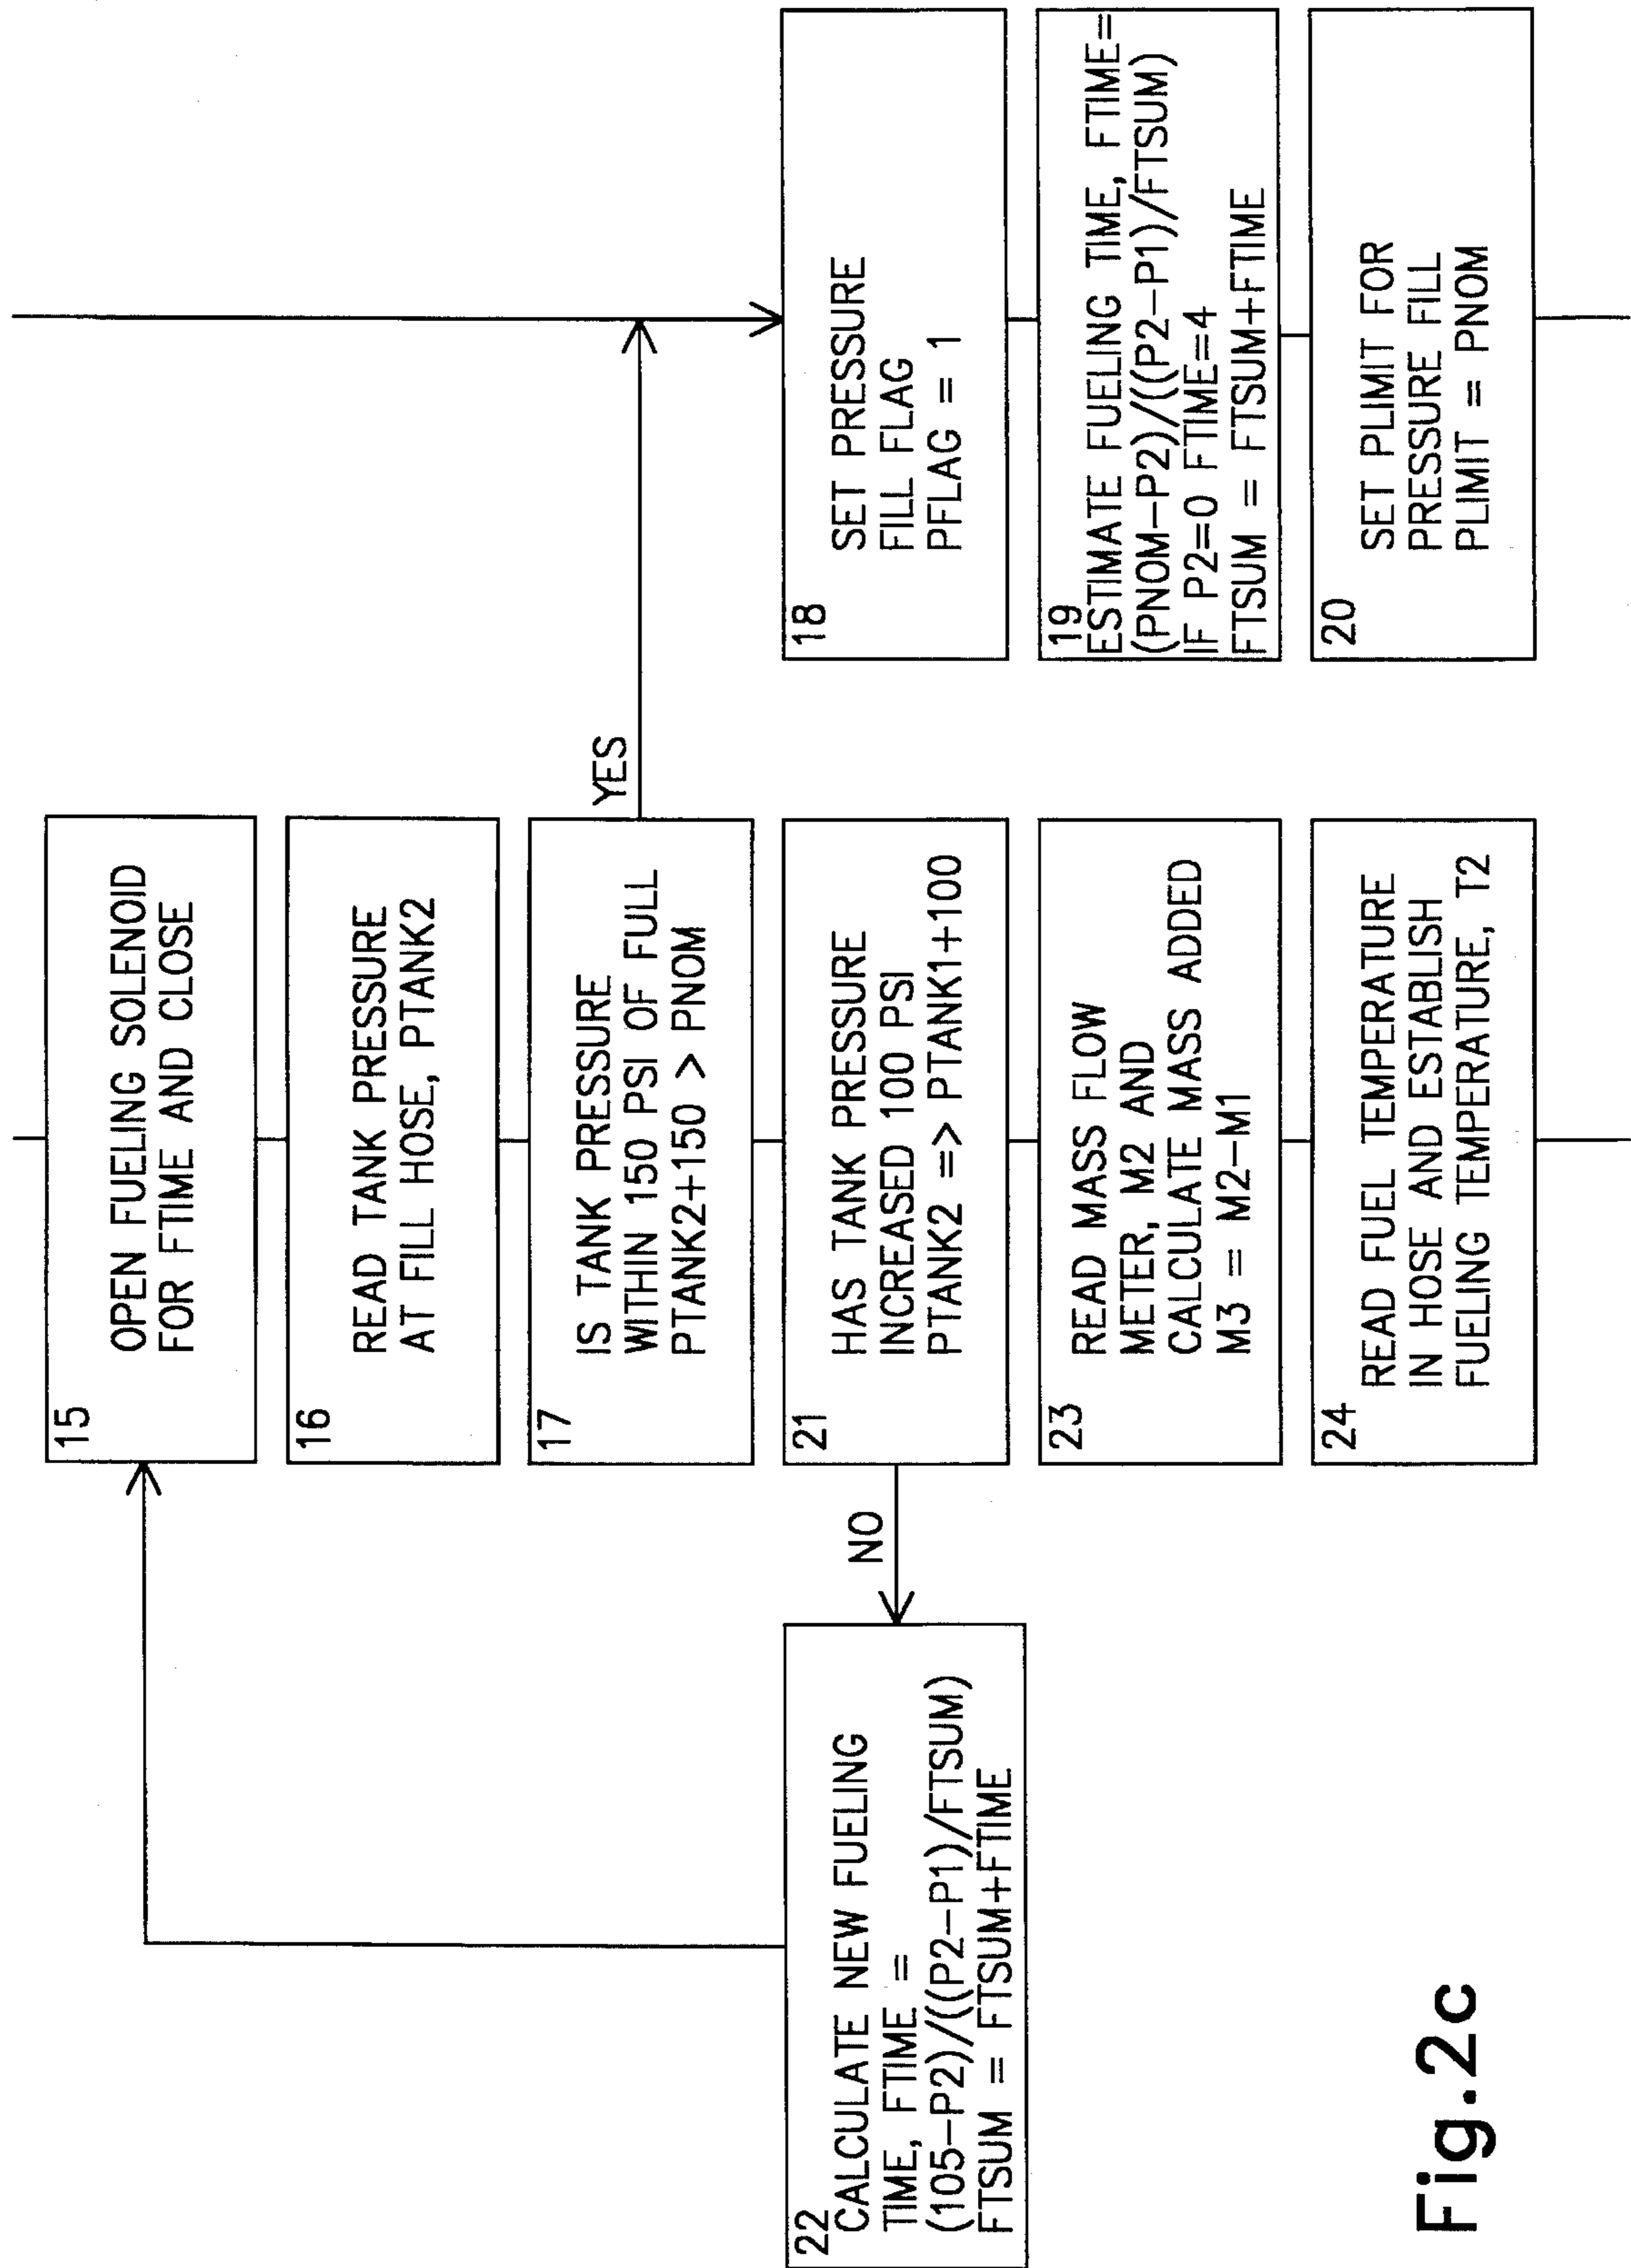 15
OPEN FUELING SOLENOID
FOR FTIME AND CLOSE
16
READ TANK PRESSURE
AT FILL HOSE, PTANK2
17
IS TANK PRESSURE
WITHIN 150 PSI OF FULL
PTANK2+150 > PNOM
YES
18
SET PRESSURE
FILL FLAG
PFLAG = 1
19
ESTIMATE FUELING TIME, FTIME=
(PNOM-P2)/((P2-P1)/FTSUM)
IF P2=0 FTIME=4
FTSUM = FTSUM+FTIME
20
SET PLIMIT FOR
PRESSURE FILL
PLIMIT = PNOM
21
HAS TANK PRESSURE
INCREASED 100 PSI
PTANK2 => PTANK1+100
NO
22
CALCULATE NEW FUELING
TIME, FTIME =
(105-P2)/((P2-P1)/FTSUM)
FTSUM = FTSUM+FTIME
23
READ MASS FLOW
METER, M2 AND
CALCULATE MASS ADDED
M3 = M2-M1
24
READ FUEL TEMPERATURE
IN HOSE AND ESTABLISH
FUELING TEMPERATURE, T2
Fig.2c